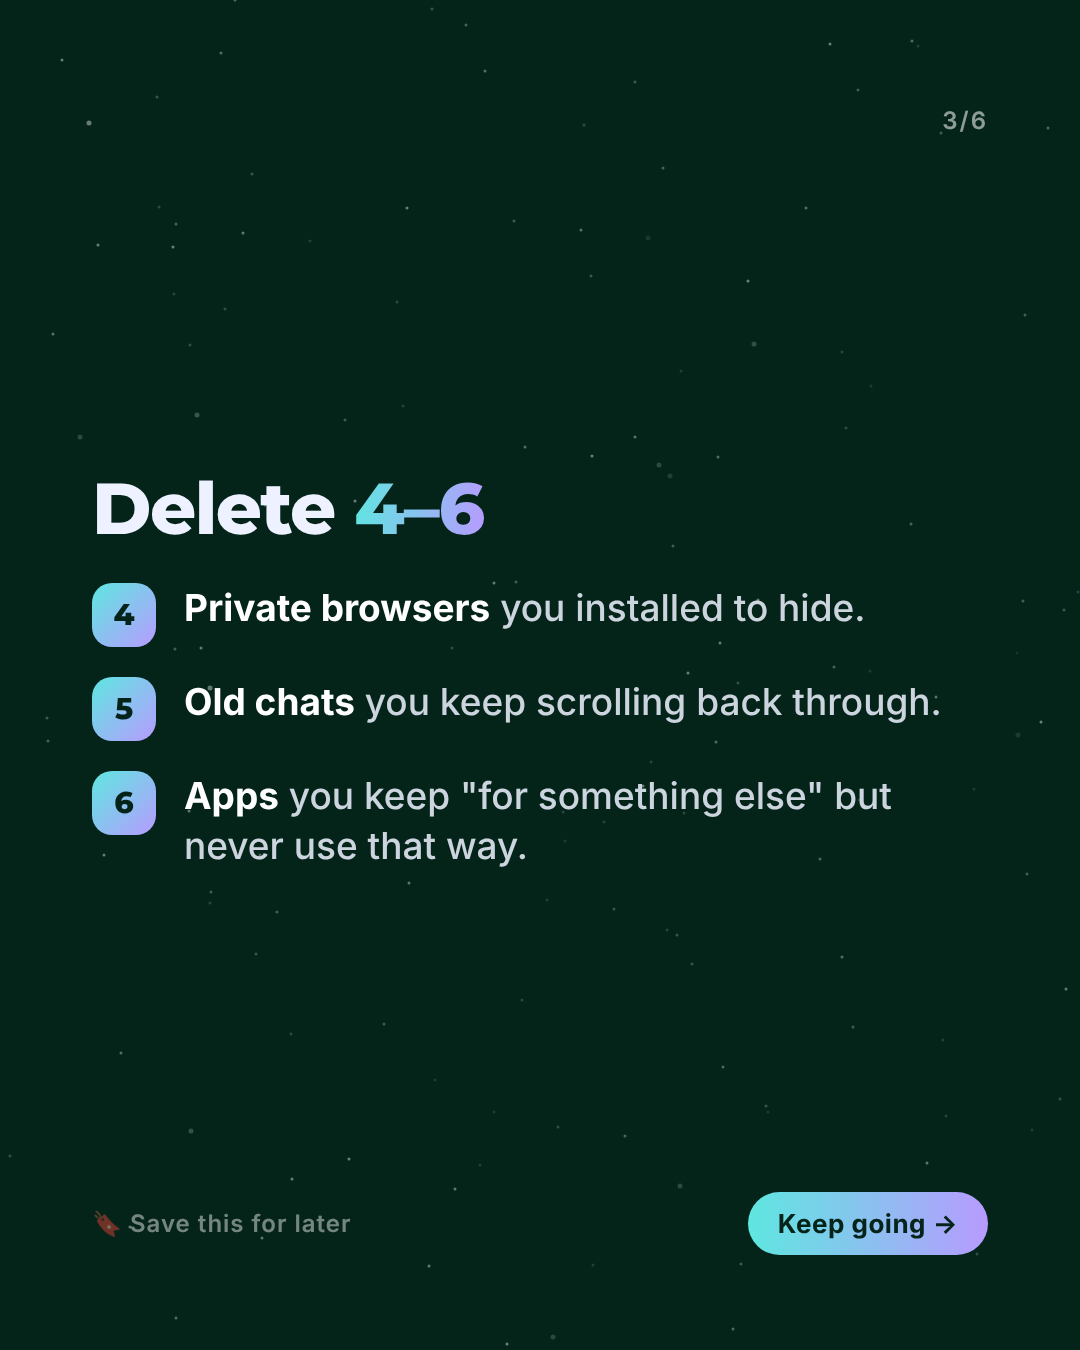 3/6
Delete 4–6
4 Private browsers you installed to hide.
5 Old chats you keep scrolling back through.
6 Apps you keep "for something else" but
never use that way.
🔖 Save this for later
Keep going →